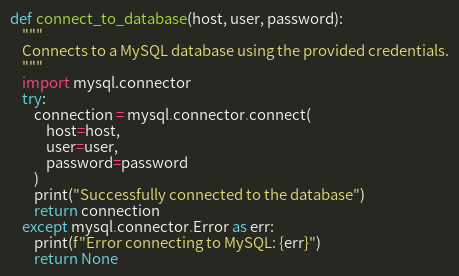 def connect_to_database(host, user, password):
    """
    Connects to a MySQL database using the provided credentials.
    """
    import mysql.connector
    try:
        connection = mysql.connector.connect(
            host=host,
            user=user,
            password=password
        )
        print("Successfully connected to the database")
        return connection
    except mysql.connector.Error as err:
        print(f"Error connecting to MySQL: {err}")
        return None